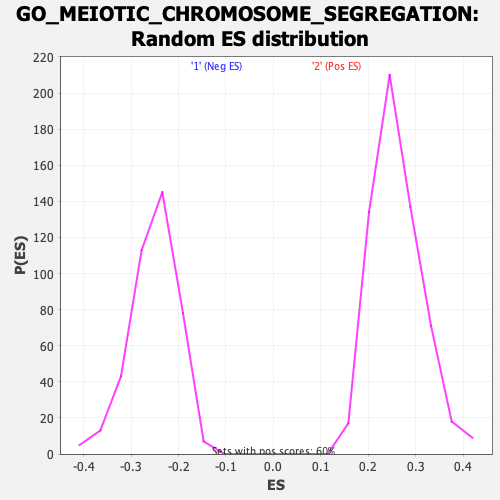 GO_MEIOTIC_CHROMOSOME_SEGREGATION:
Random ES distribution
'1' (Neg ES) '2' (Pos ES)
220
200
180
160
140
120
100
80
60
40
20
0
P(ES)
Sets with pos scores: 60%
-0.4 -0.3 -0.2 -0.1 0.0 0.1 0.2 0.3 0.4
ES